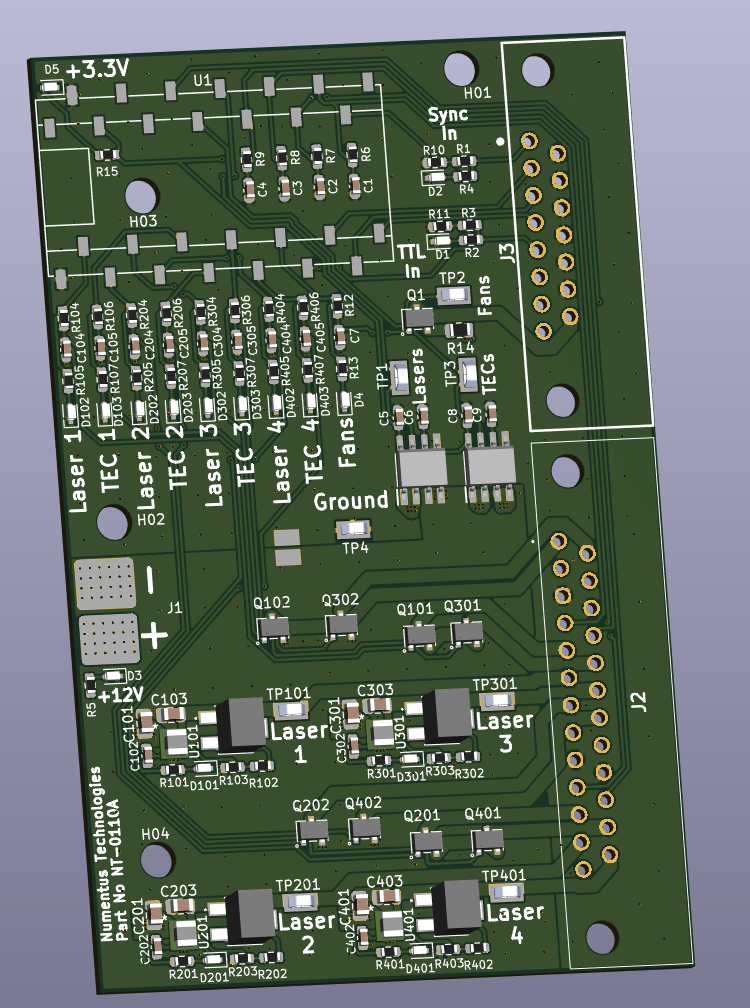 D5
+3.3V
U1
H01
Sync
In
R10
R1
D2
R4
R15
R9
R8
R7
R6
C4
C3
C2
C1
H03
R11
R3
D1
R2
J3
TTL
In
TP2
Fans
Q1
R14
R104
R106
R204
R206
R304
R306
R404
R406
R12
C104
C105
C204
C205
C304
C305
C404
C405
C7
R105
R107
R205
R207
R305
R307
R405
R407
R13
D102
D103
D202
D203
D302
D303
D402
D403
D4
TP1
Lasers
TP3
TECs
C5
C6
C8
C9
Laser 1
TEC 1
Laser 2
TEC 2
Laser 3
TEC 3
Laser 4
TEC 4
Fans
H02
Ground
TP4
-
J1
+
Q102
Q302
Q101
Q301
D3
R5
+12V
C101
C103
TP101
C102
U101
Laser
1
R101
D101
R103
R102
C301
C303
TP301
C302
U301
Laser
3
R301
D301
R303
R302
J2
Q202
Q402
Q201
Q401
H04
Numentus Technologies
Part No NT-0110A
C201
C203
TP201
C202
U201
Laser
2
R201
D201
R203
R202
C401
C403
TP401
C402
U401
Laser
4
R401
D401
R403
R402